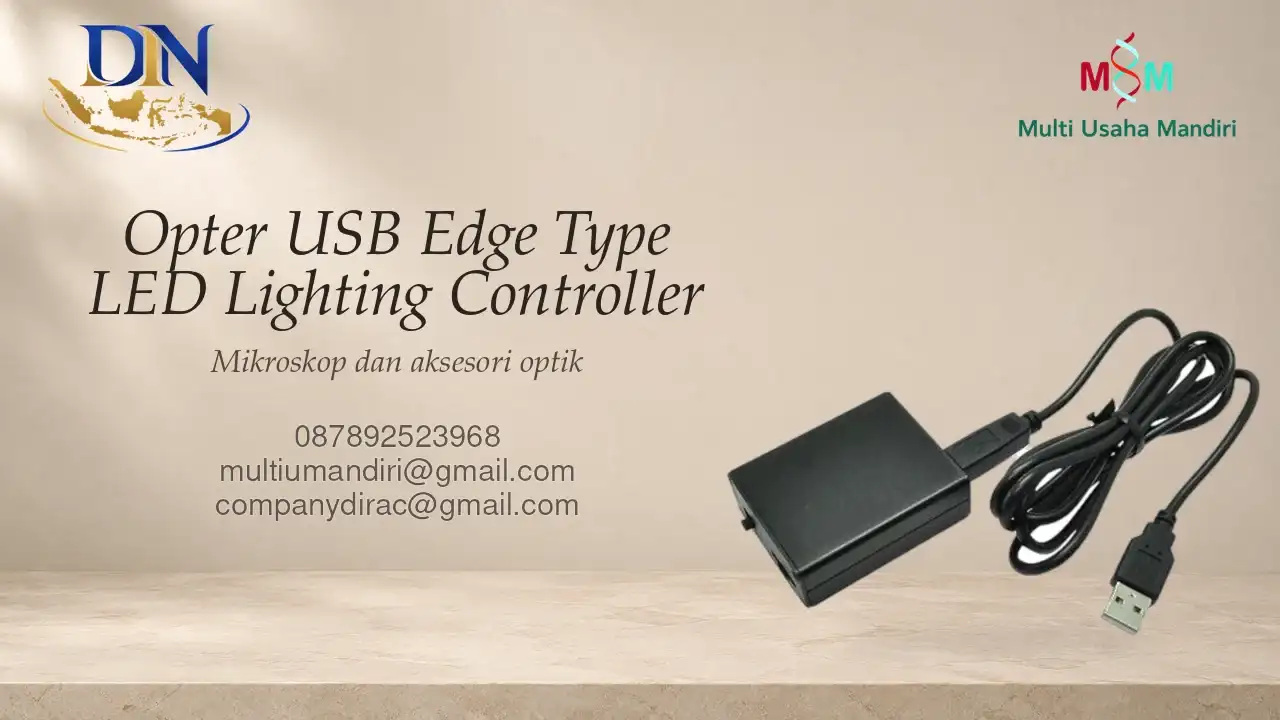 DN
MSM
Multi Usaha Mandiri
Opter USB Edge Type
LED Lighting Controller
Mikroskop dan aksesori optik
087892523968
multiumandiri@gmail.com
companydirac@gmail.com